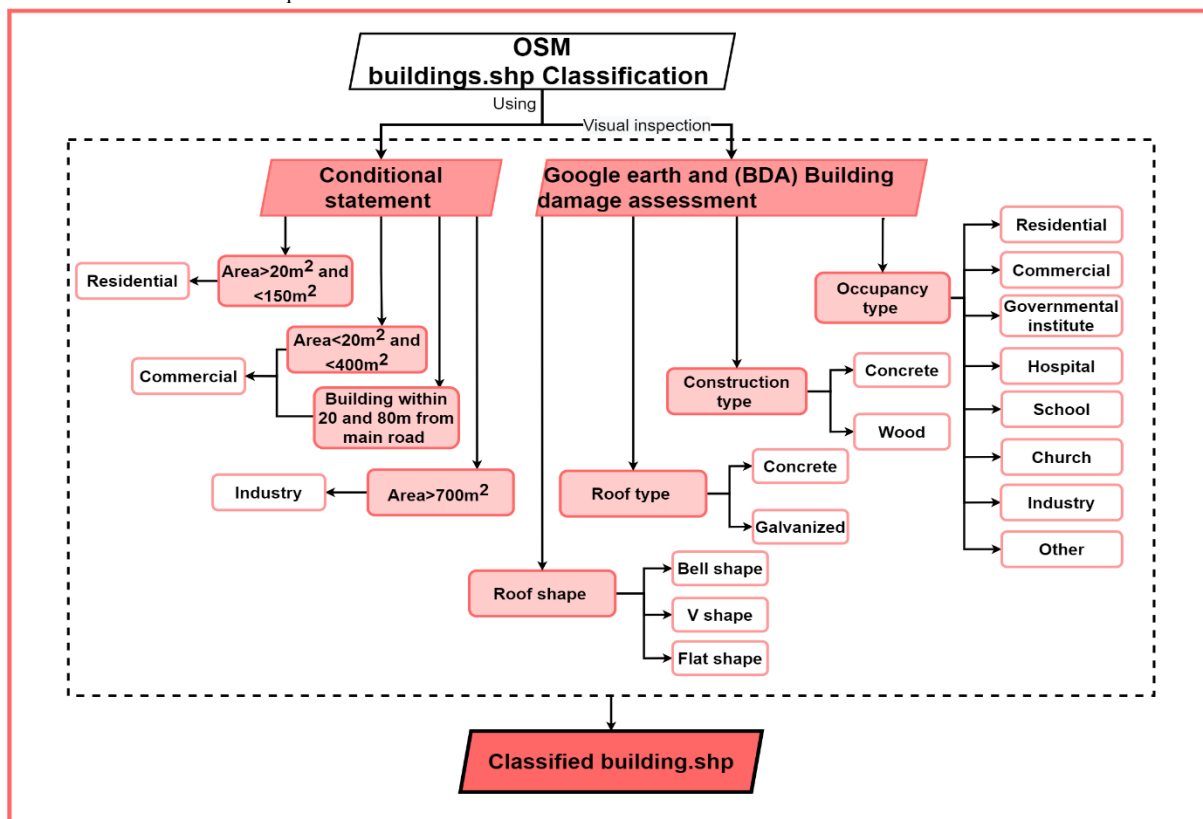 OSM
buildings.shp Classification
Using
Visual inspection
Conditional
statement
Google earth and (BDA) Building
damage assessment
Residential
Area>20m² and
<150m²
Commercial
Area<20m² and
<400m²
Building within
20 and 80m from
main road
Industry
Area>700m²
Roof shape
Bell shape
V shape
Flat shape
Roof type
Concrete
Galvanized
Construction
type
Concrete
Wood
Occupancy
type
Residential
Commercial
Governmental
institute
Hospital
School
Church
Industry
Other
Classified building.shp